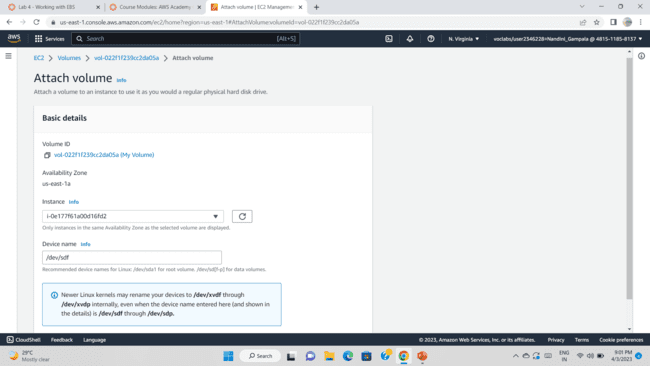 Lab 4 - Working with EBS
Course Modules: AWS Academy
Attach volume | EC2 Managemen
us-east-1.console.aws.amazon.com/ec2/home?region=us-east-1#AttachVolume:volumeId=vol-022f1f239cc2da05a
aws
Services
Search
[Alt+S]
N. Virginia
voclabs/user2346228=Nandini_Gampala @ 4815-1185-8137
EC2 > Volumes > vol-022f1f239cc2da05a > Attach volume
Attach volume Info
Attach a volume to an instance to use it as you would a regular physical hard disk drive.
Basic details
Volume ID
vol-022f1f239cc2da05a (My Volume)
Availability Zone
us-east-1a
Instance Info
i-0e177f61a00d16fd2
Only instances in the same Availability Zone as the selected volume are displayed.
Device name Info
/dev/sdf
Recommended device names for Linux: /dev/sda1 for root volume. /dev/sd[f-p] for data volumes.
Newer Linux kernels may rename your devices to /dev/xvdf through
/dev/xvdp internally, even when the device name entered here (and shown in
the details) is /dev/sdf through /dev/sdp.
CloudShell
Feedback
Language
© 2023, Amazon Web Services, Inc. or its affiliates.
Privacy
Terms
Cookie preferences
29°C
Mostly clear
Search
ENG
IN
9:01 PM
4/3/2023